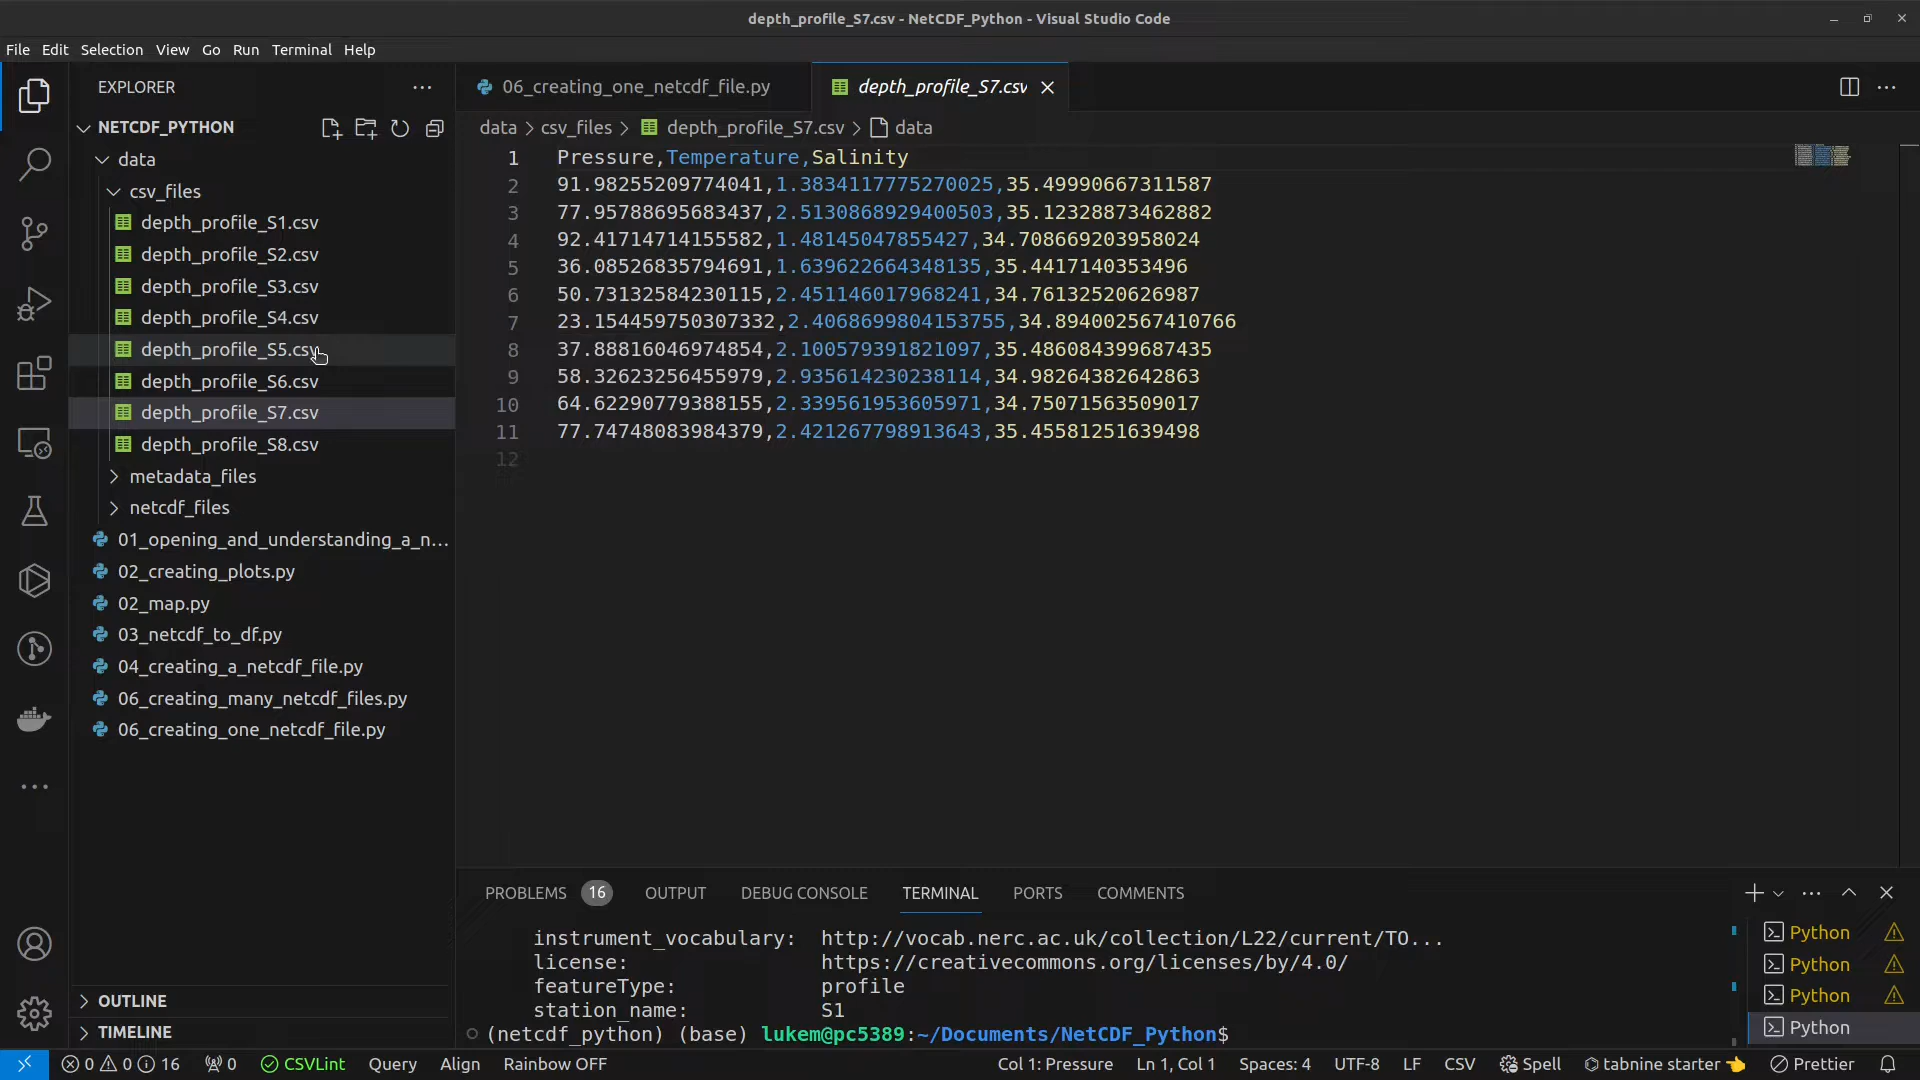 depth_profile_S7.csv - NetCDF_Python - Visual Studio Code
File Edit Selection View Go Run Terminal Help
EXPLORER
NETCDF_PYTHON
data
csv_files
depth_profile_S1.csv
depth_profile_S2.csv
depth_profile_S3.csv
depth_profile_S4.csv
depth_profile_S5.csv
depth_profile_S6.csv
depth_profile_S7.csv
depth_profile_S8.csv
metadata_files
netcdf_files
01_opening_and_understanding_a_n...
02_creating_plots.py
02_map.py
03_netcdf_to_df.py
04_creating_a_netcdf_file.py
06_creating_many_netcdf_files.py
06_creating_one_netcdf_file.py
OUTLINE
TIMELINE
06_creating_one_netcdf_file.py depth_profile_S7.csv
data > csv_files > depth_profile_S7.csv > data
1 Pressure,Temperature,Salinity
2 91.98255209774041,1.3834117775270025,35.49990667311587
3 77.95788695683437,2.5130868929400503,35.12328873462882
4 92.41714714155582,1.48145047855427,34.708669203958024
5 36.08526835794691,1.639622664348135,35.4417140353496
6 50.73132584230115,2.451146017968241,34.76132520626987
7 23.154459750307332,2.4068699804153755,34.894002567410766
8 37.88816046974854,2.100579391821097,35.486084399687435
9 58.32623256455979,2.935614230238114,34.98264382642863
10 64.62290779388155,2.339561953605971,34.75071563509017
11 77.74748083984379,2.421267798913643,35.45581251639498
12
PROBLEMS 16 OUTPUT DEBUG CONSOLE TERMINAL PORTS COMMENTS
instrument_vocabulary: http://vocab.nerc.ac.uk/collection/L22/current/TO...
license: https://creativecommons.org/licenses/by/4.0/
featureType: profile
station_name: S1
(netcdf_python) (base) lukem@pc5389:~/Documents/NetCDF_Python$
Python
Python
Python
Python
0 0 16 0 CSVLint Query Align Rainbow OFF Col 1: Pressure Ln 1, Col 1 Spaces: 4 UTF-8 LF CSV Spell tabnine starter Prettier